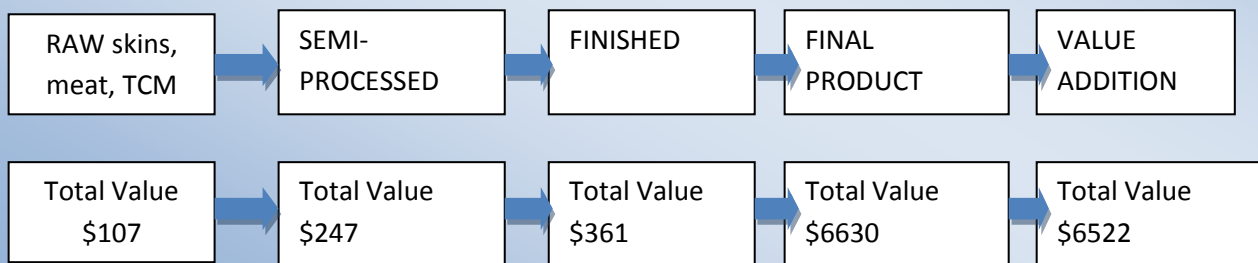 RAW skins,
meat, TCM
SEMI-
PROCESSED
FINISHED
FINAL
PRODUCT
VALUE
ADDITION
Total Value
$107
Total Value
$247
Total Value
$361
Total Value
$6630
Total Value
$6522